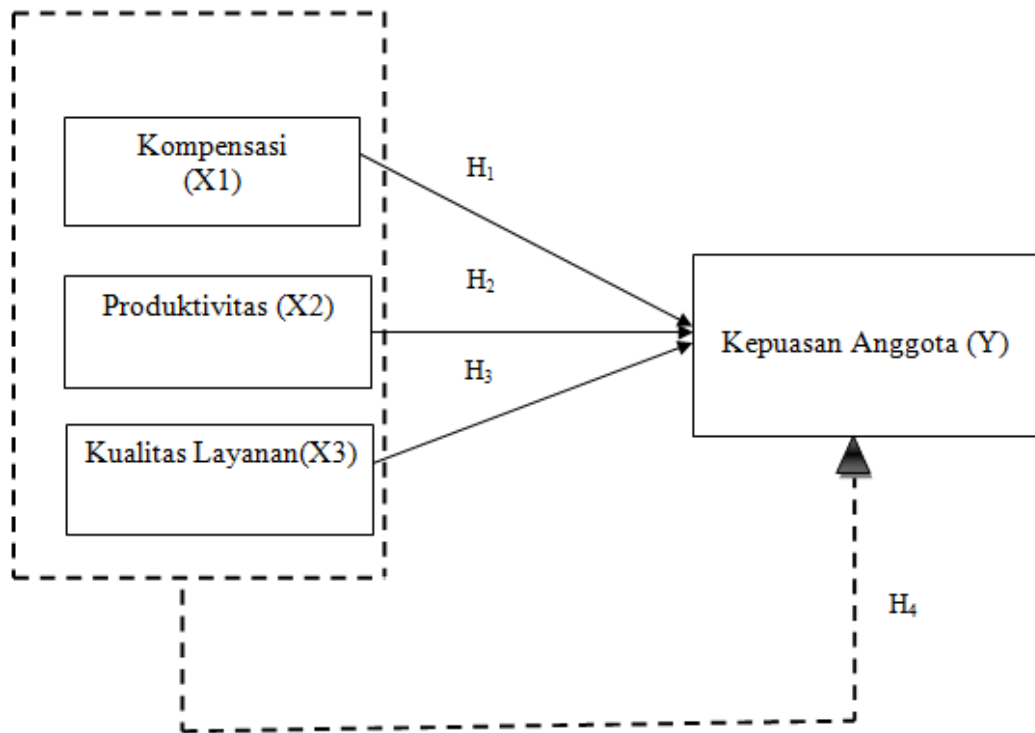 Kompensasi
(X1)
H₁
Produktivitas (X2)
H₂
Kepuasan Anggota (Y)
H₃
Kualitas Layanan(X3)
H₄